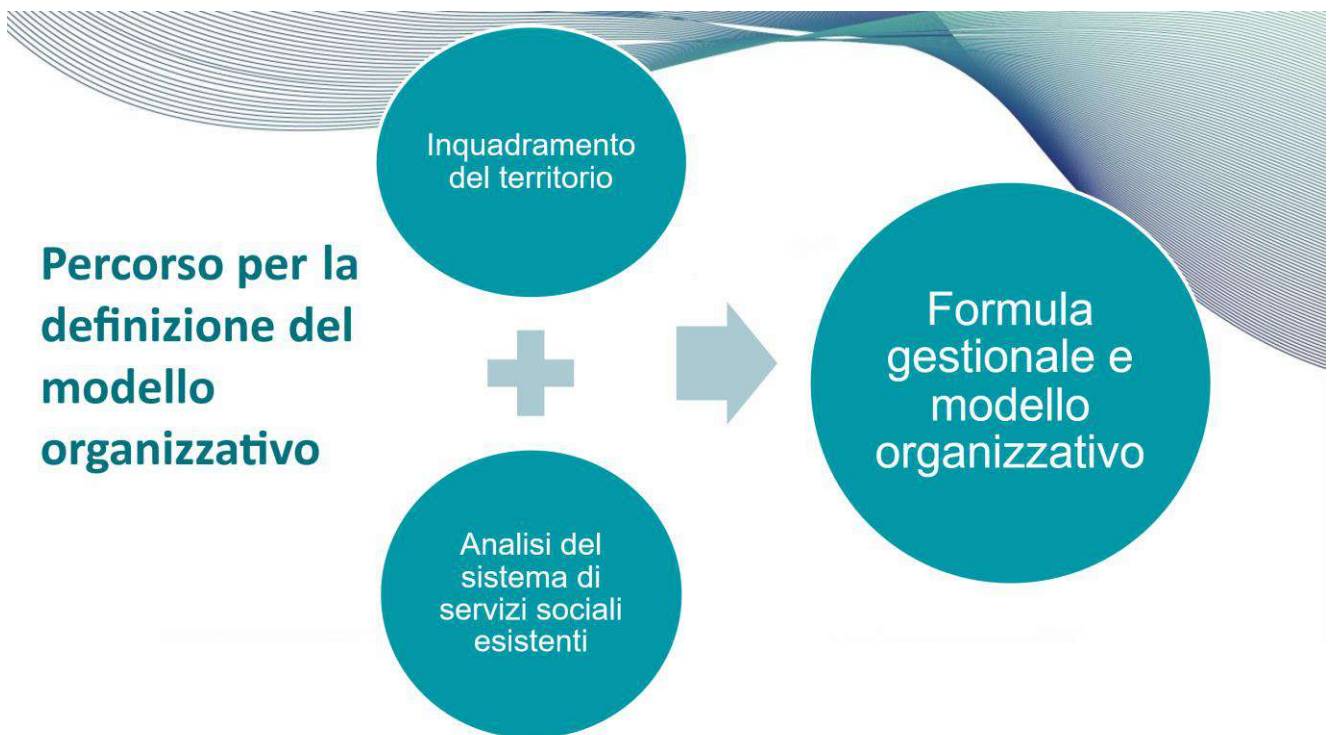 Percorso per la
definizione del
modello
organizzativo
Inquadramento
del territorio
Analisi del
sistema di
servizi sociali
esistenti
Formula
gestionale e
modello
organizzativo